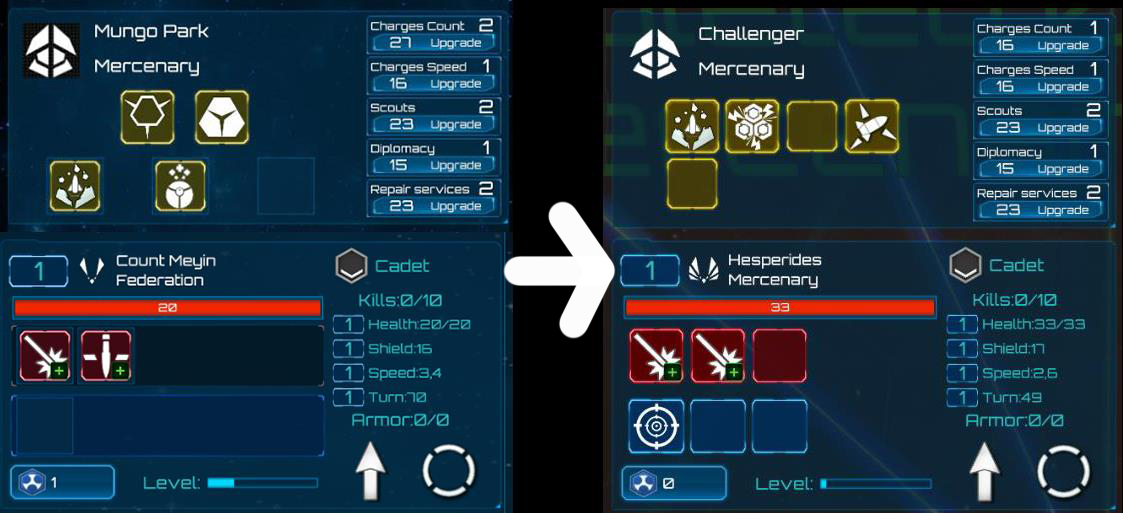 Mungo Park
Mercenary
Charges Count 2
27 Upgrade
Charges Speed 1
16 Upgrade
Scouts 2
23 Upgrade
Diplomacy 1
15 Upgrade
Repair services 2
23 Upgrade
1
Count Meyin
Federation
Cadet
20
Kills:0/10
1 Health:20/20
1 Shield:16
1 Speed:3,4
1 Turn:70
Armor:0/0
1
Level:
Challenger
Mercenary
Charges Count 1
16 Upgrade
Charges Speed 1
16 Upgrade
Scouts 2
23 Upgrade
Diplomacy 1
15 Upgrade
Repair services 2
23 Upgrade
1
Hesperides
Mercenary
Cadet
33
Kills:0/10
1 Health:33/33
1 Shield:17
1 Speed:2,6
1 Turn:49
Armor:0/0
0
Level: